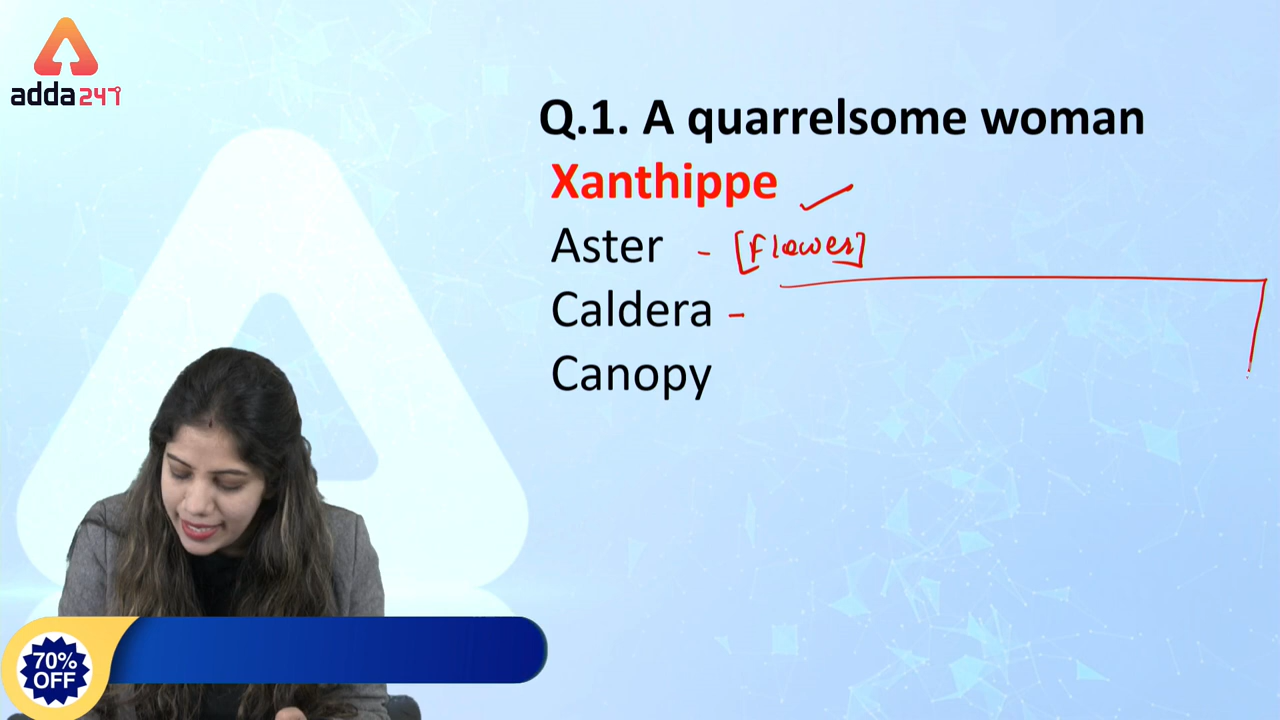 adda247
Q.1. A quarrelsome woman
Xanthippe
Aster - [Flower]
Caldera -
Canopy
70%
OFF